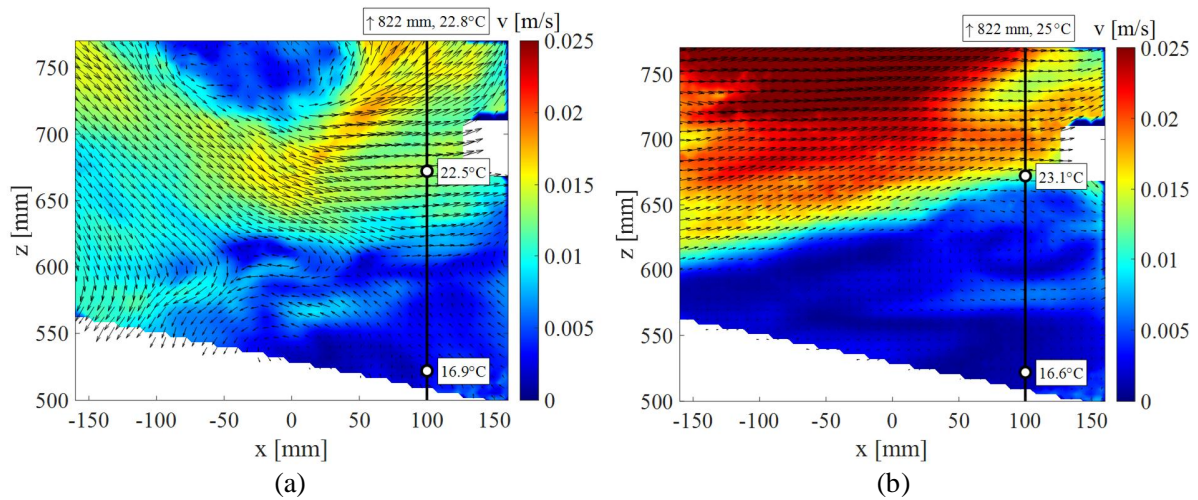 ↑ 822 mm, 22.8°C
v [m/s]
0.025
0.02
0.015
0.01
0.005
0
750
700
650
600
550
500
z [mm]
22.5°C
16.9°C
-150
-100
-50
0
50
100
150
x [mm]
(a)
↑ 822 mm, 25°C
v [m/s]
0.025
0.02
0.015
0.01
0.005
0
750
700
650
600
550
500
z [mm]
23.1°C
16.6°C
-150
-100
-50
0
50
100
150
x [mm]
(b)